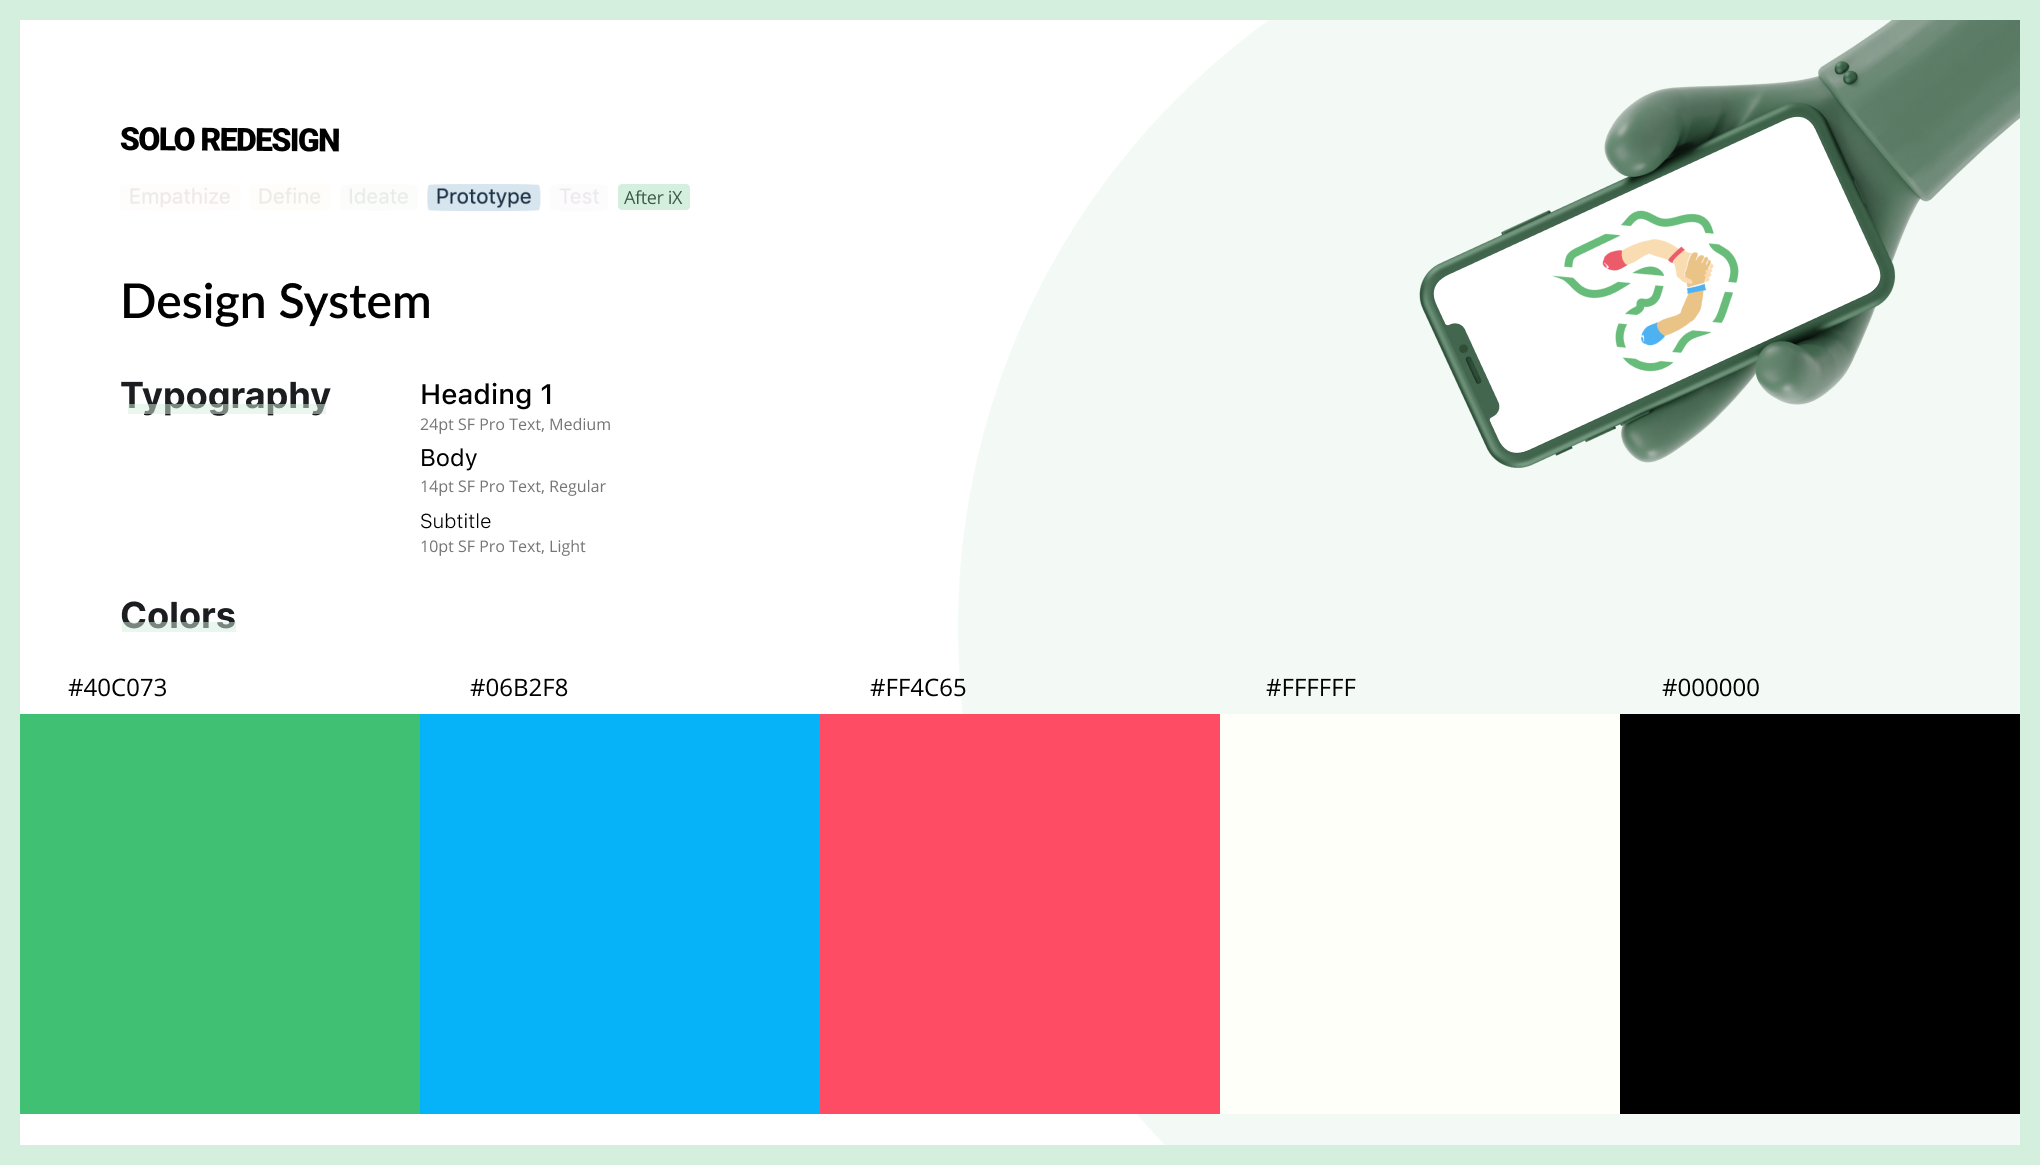 SOLO REDESIGN
Empathize Define Ideate Prototype Test After iX
Design System
Typography
Heading 1
24pt SF Pro Text, Medium
Body
14pt SF Pro Text, Regular
Subtitle
10pt SF Pro Text, Light
Colors
#40C073 #06B2F8 #FF4C65 #FFFFFF #000000